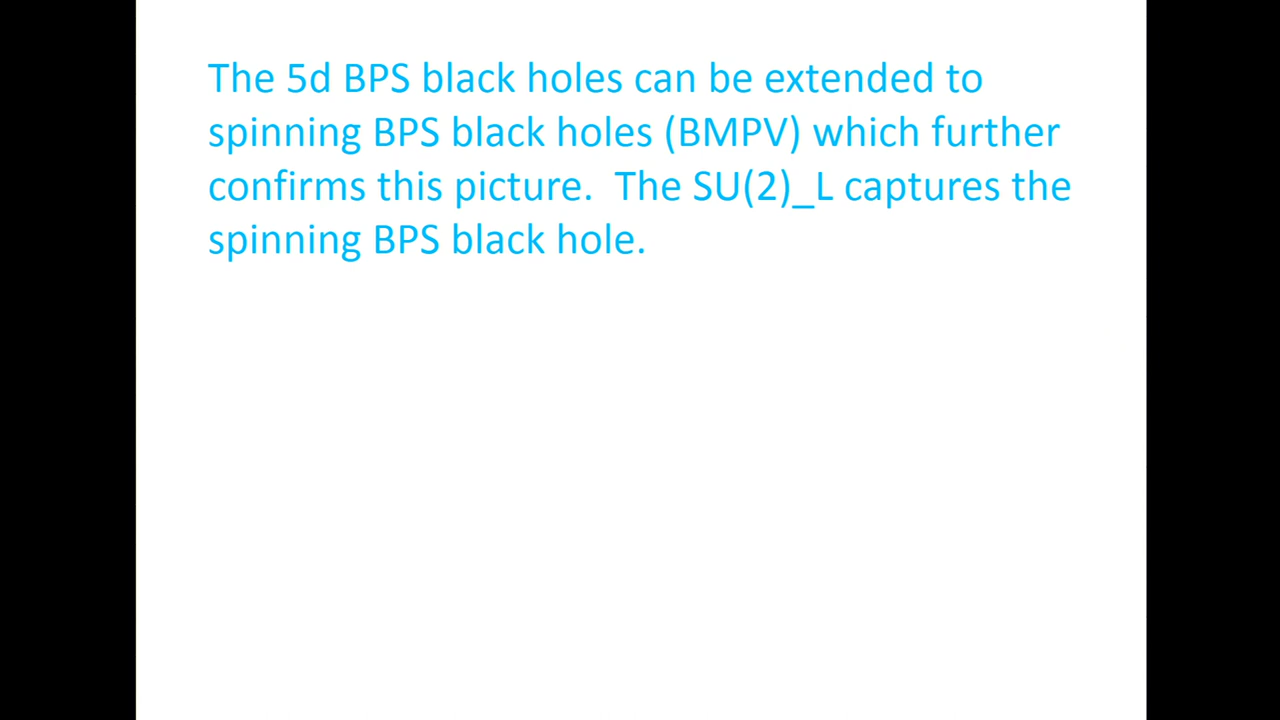 The 5d BPS black holes can be extended to
spinning BPS black holes (BMPV) which further
confirms this picture.  The SU(2)_L captures the
spinning BPS black hole.